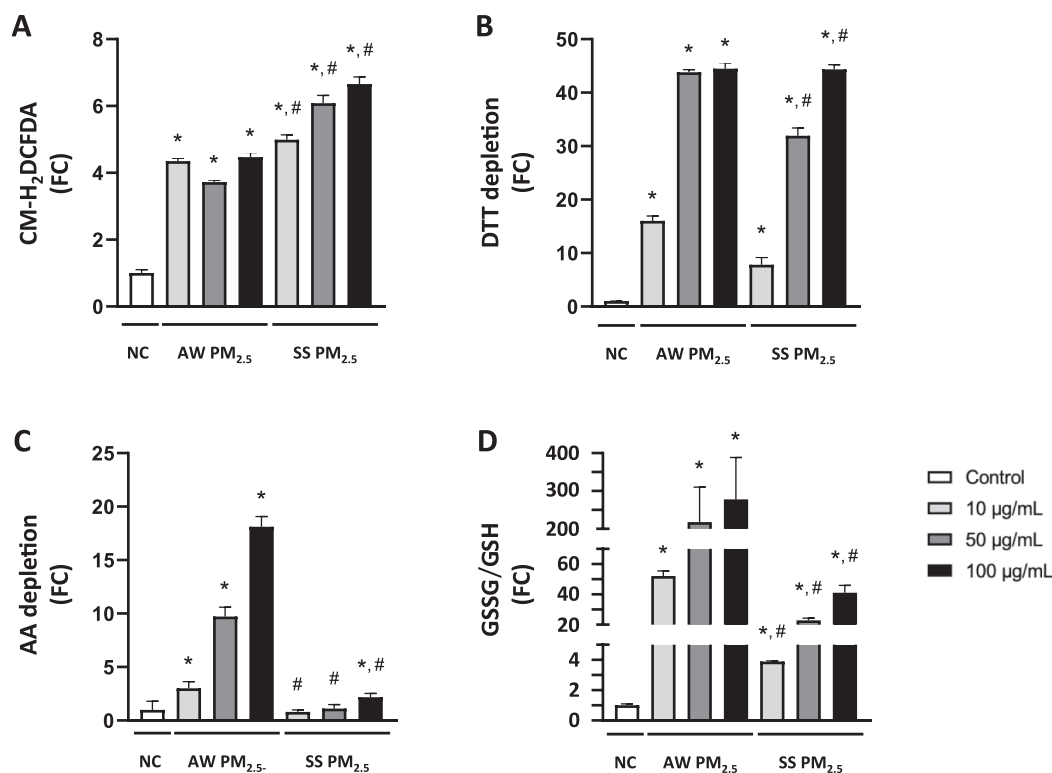 A
CM-H₂DCFDA
(FC)
8
6
4
2
0
*
*
*
*, #
*, #
*, #
NC
AW PM₂.₅
SS PM₂.₅
B
DTT depletion
(FC)
50
40
30
20
10
0
*
*
*
*
*, #
*, #
NC
AW PM₂.₅
SS PM₂.₅
C
AA depletion
(FC)
25
20
15
10
5
0
*
*
*
#
#
*, #
NC
AW PM₂.₅-
SS PM₂.₅
D
GSSG/GSH
(FC)
400
300
200
60
40
20
4
2
0
*
*
*
*, #
*, #
*, #
NC
AW PM₂.₅
SS PM₂.₅
Control
10 µg/mL
50 µg/mL
100 µg/mL